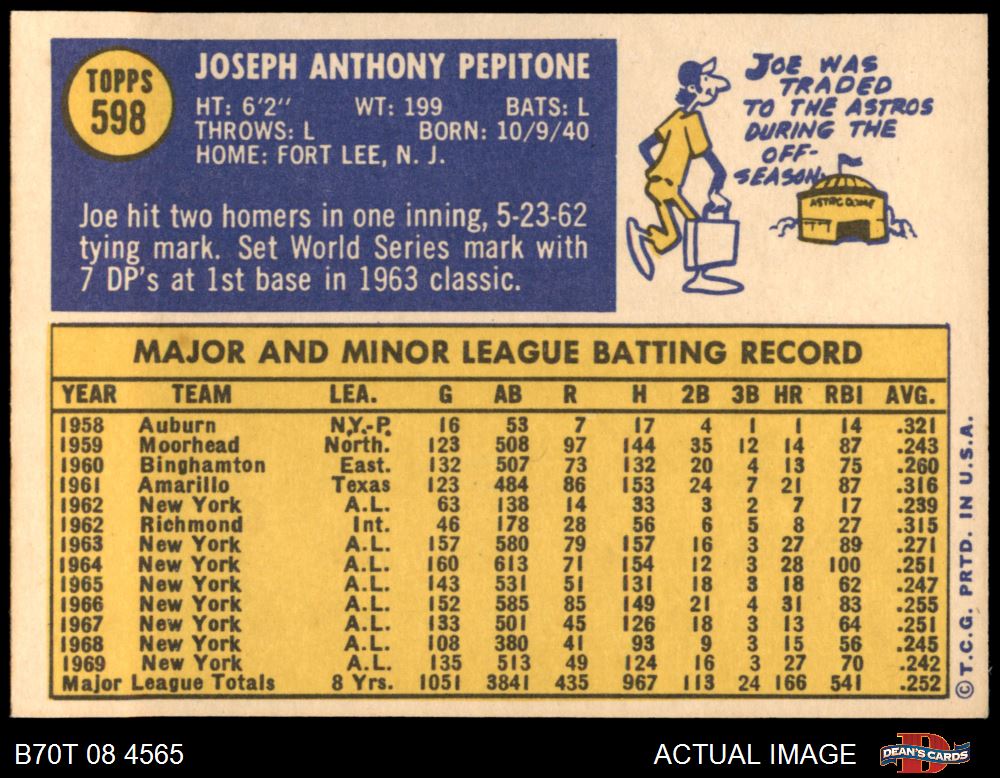 TOPPS
598
JOSEPH ANTHONY PEPITONE
HT: 6'2" WT: 199 BATS: L
THROWS: L BORN: 10/9/40
HOME: FORT LEE, N. J.
Joe hit two homers in one inning, 5-23-62
tying mark. Set World Series mark with
7 DP's at 1st base in 1963 classic.
JOE WAS
TRADED
TO THE ASTROS
DURING THE
OFF-
SEASON.
ASTRODOME
MAJOR AND MINOR LEAGUE BATTING RECORD
YEAR TEAM LEA. G AB R H 2B 3B HR RBI AVG.
1958 Auburn N.Y.-P. 16 53 7 17 4 1 1 14 .321
1959 Moorhead North. 123 508 97 144 35 12 14 87 .243
1960 Binghamton East. 132 507 73 132 20 4 13 75 .260
1961 Amarillo Texas 123 484 86 153 24 7 21 87 .316
1962 New York A.L. 63 138 14 33 3 2 7 17 .239
1962 Richmond Int. 46 178 28 56 6 5 8 27 .315
1963 New York A.L. 157 580 79 157 16 3 27 89 .271
1964 New York A.L. 160 613 71 154 12 3 28 100 .251
1965 New York A.L. 143 531 51 131 18 3 18 62 .247
1966 New York A.L. 152 585 85 149 21 4 31 83 .255
1967 New York A.L. 133 501 45 126 18 3 13 64 .251
1968 New York A.L. 108 380 41 93 9 3 15 56 .245
1969 New York A.L. 135 513 49 124 16 3 27 70 .242
Major League Totals 8 Yrs. 1051 3841 435 967 113 24 166 541 .252
© T.C.G. PRTD. IN U.S.A.
B70T 08 4565
ACTUAL IMAGE
DEAN'S CARDS